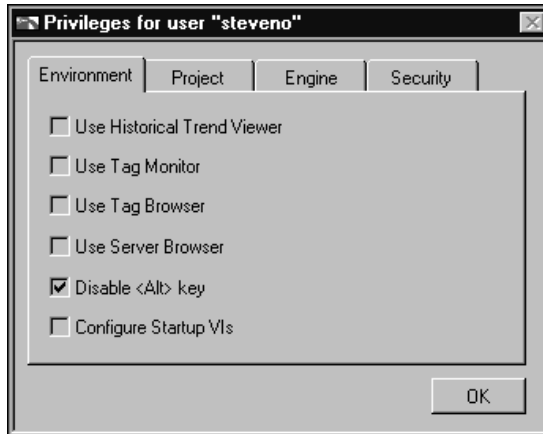 Privileges for user "steveno"
Environment Project Engine Security
Use Historical Trend Viewer
Use Tag Monitor
Use Tag Browser
Use Server Browser
Disable <Alt> key
Configure Startup VIs
OK